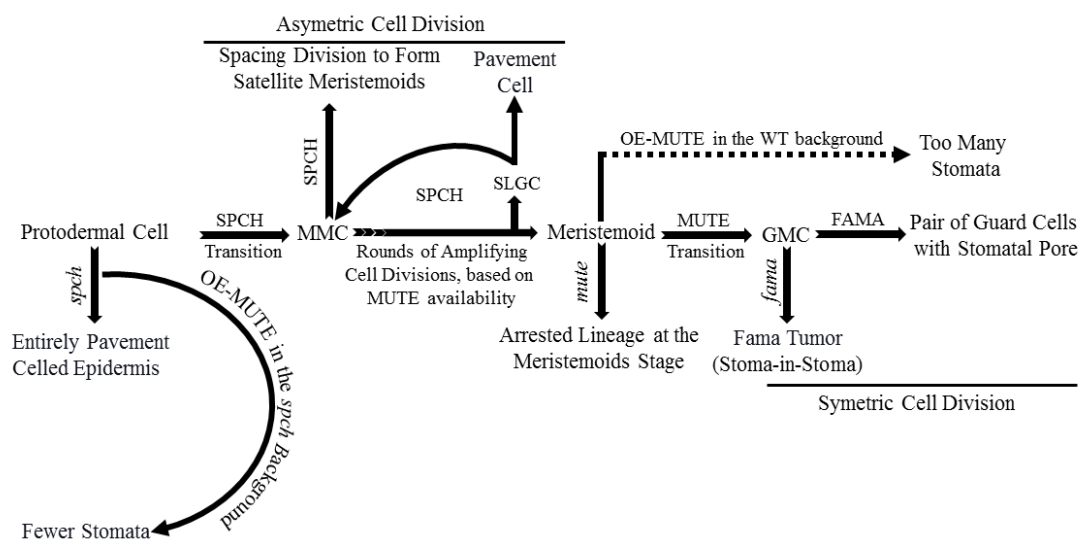 Asymetric Cell Division
Spacing Division to Form
Satellite Meristemoids
Pavement
Cell
SPCH
OE-MUTE in the WT background
Too Many
Stomata
SPCH
SLGC
Protodermal Cell
SPCH
Transition
MMC
Rounds of Amplifying
Cell Divisions, based on
MUTE availability
Meristemoid
MUTE
Transition
GMC
FAMA
Pair of Guard Cells
with Stomatal Pore
spch
OE-MUTE in the spch Background
mute
fama
Entirely Pavement
Celled Epidermis
Arrested Lineage at the
Meristemoids Stage
Fama Tumor
(Stoma-in-Stoma)
Symetric Cell Division
Fewer Stomata